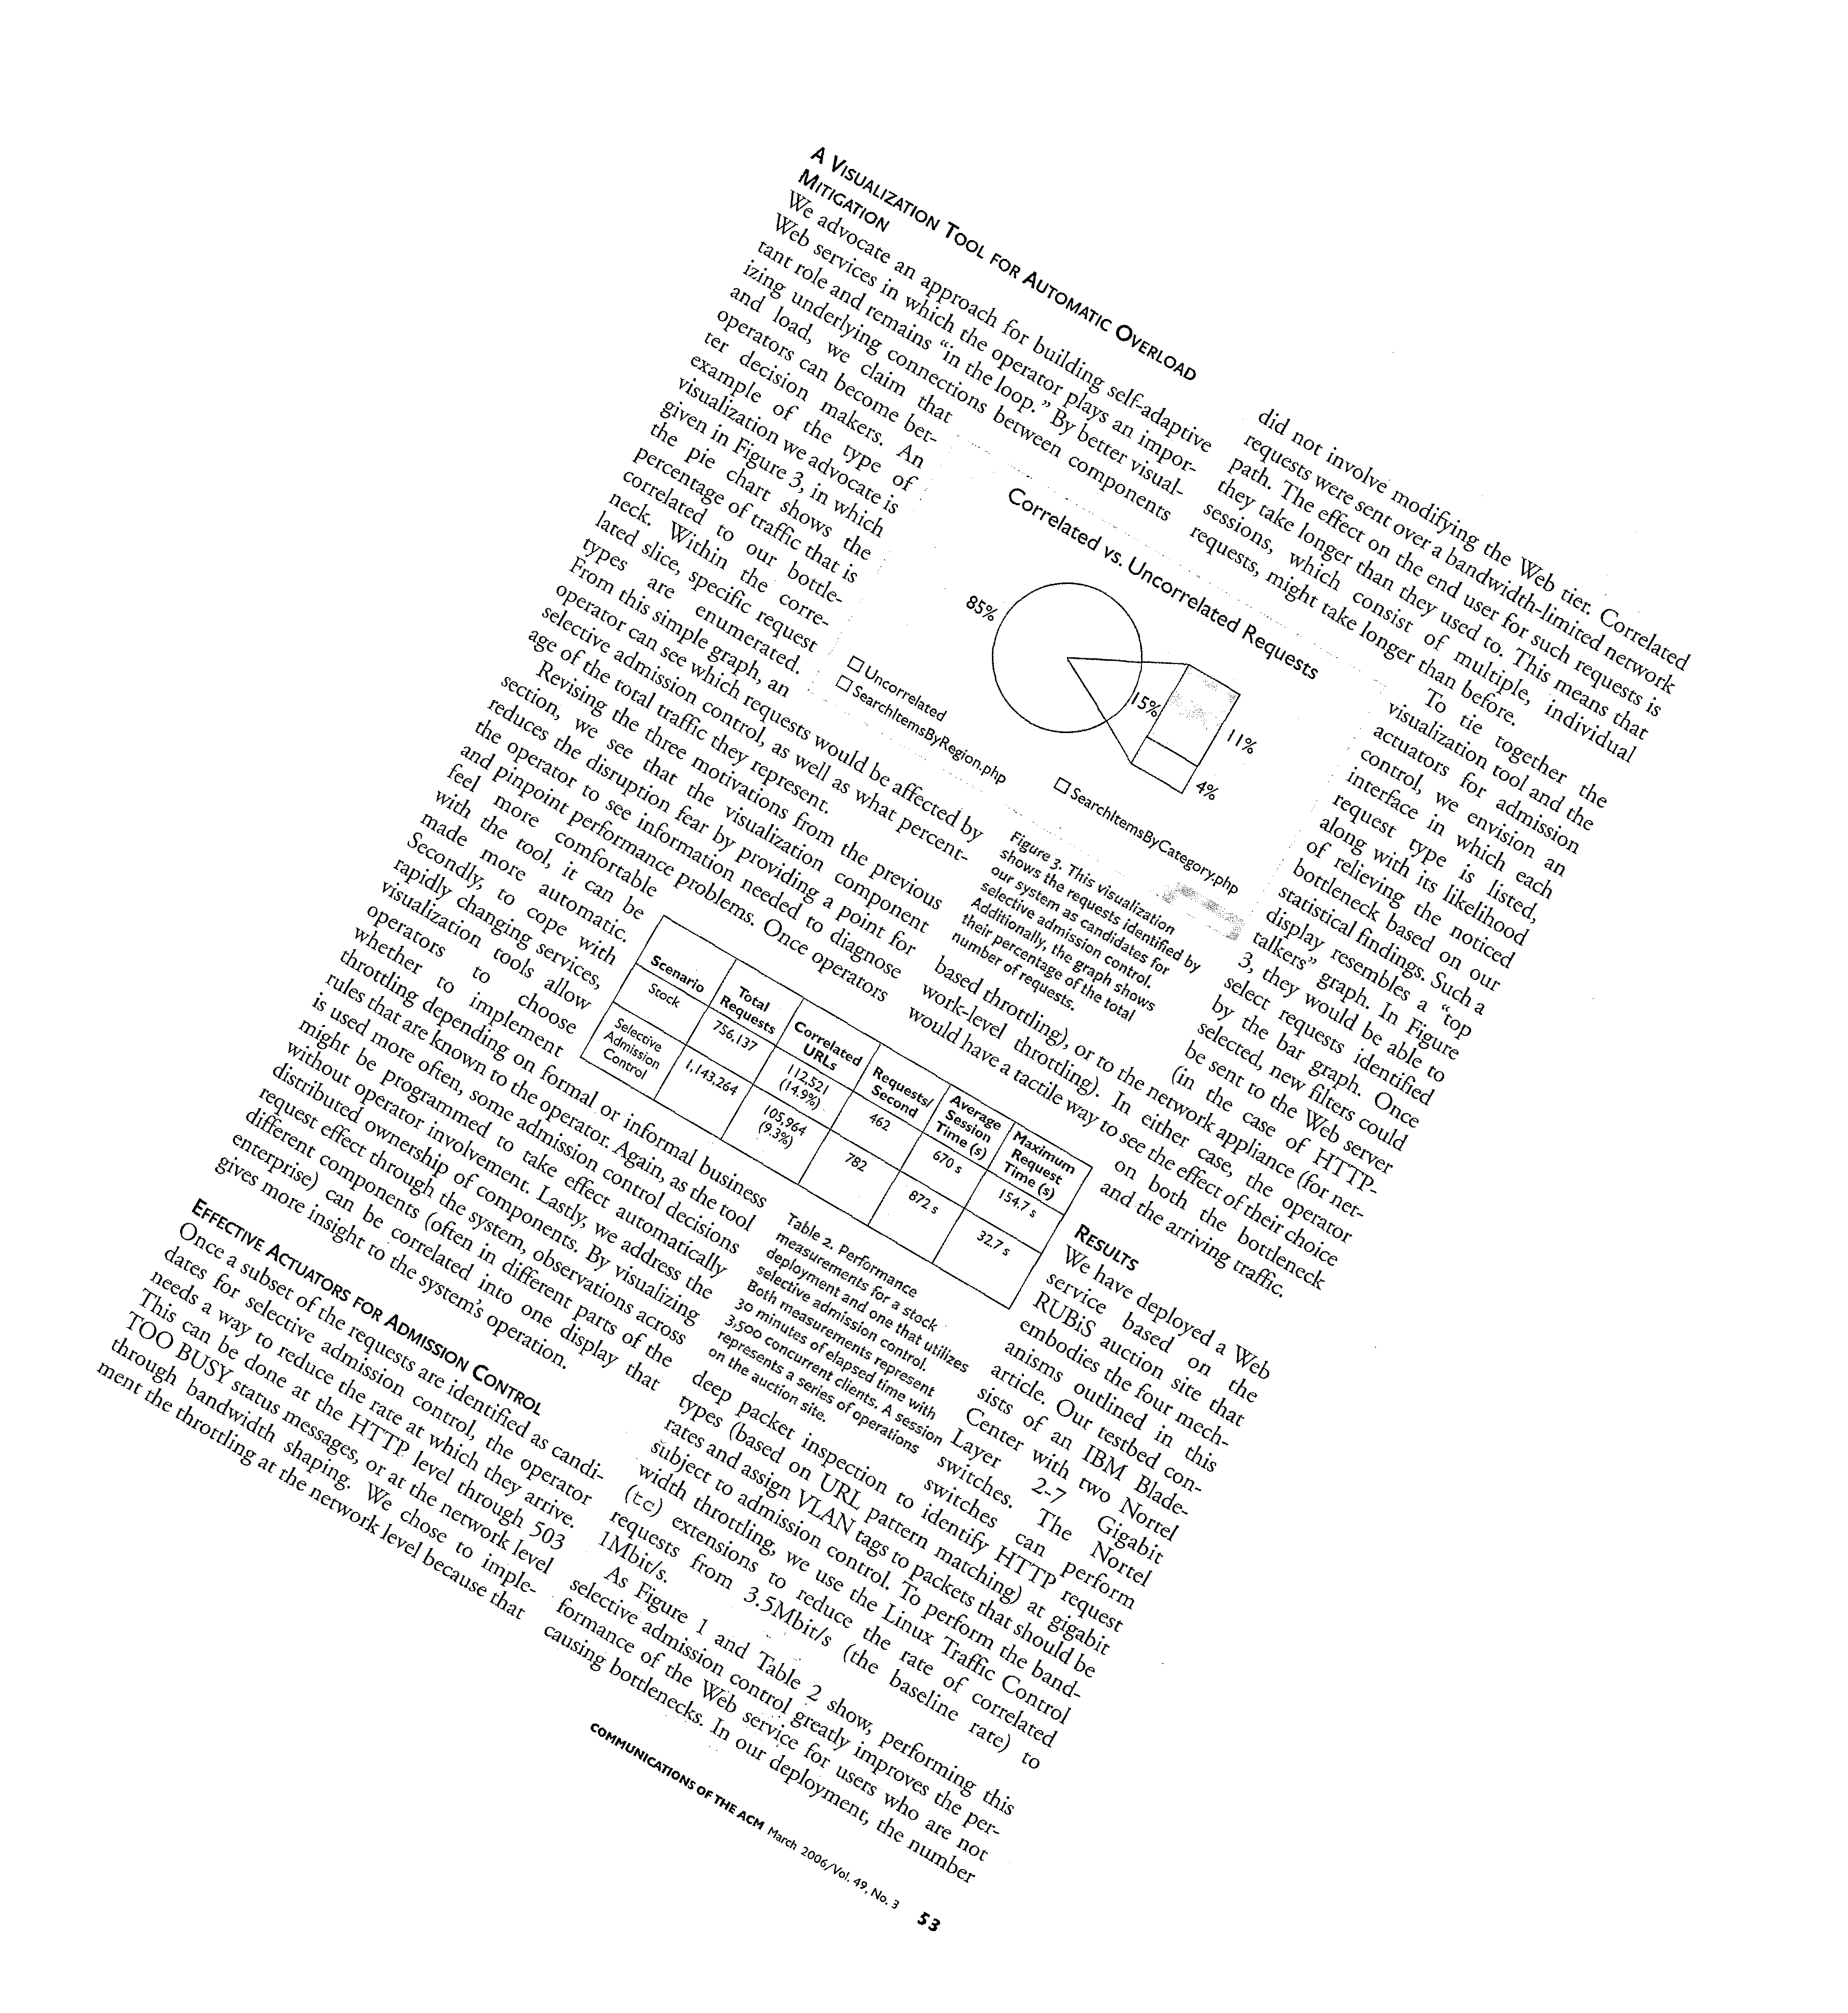 A VISUALIZATION TOOL FOR AUTOMATIC OVERLOAD
MITIGATION
We advocate an approach for building self-adaptive
Web services in which the operator plays an impor-
tant role and remains “in the loop.” By better visual-
izing underlying connections between components
and load, we claim that
operators can become bet-
ter decision makers. An
example of the type of
visualization we advocate is
given in Figure 3, in which
the pie chart shows the
percentage of traffic that is
correlated to our bottle-
neck. Within the corre-
lated slice, specific request
types are enumerated.
From this simple graph, an
operator can see which requests would be affected by
selective admission control, as well as what percent-
age of the total traffic they represent.
Revising the three motivations from the previous
section, we see that the visualization component
reduces the disruption fear by providing a point for
the operator to see information needed to diagnose
and pinpoint performance problems. Once operators
feel more comfortable
with the tool, it can be
made more automatic.
Secondly, to cope with
rapidly changing services,
visualization tools allow
operators to choose
whether to implement
throttling depending on formal or informal business
rules that are known to the operator. Again, as the tool
is used more often, some admission control decisions
might be programmed to take effect automatically
without operator involvement. Lastly, we address the
distributed ownership of components. By visualizing
request effect through the system, observations across
different components (often in different parts of the
enterprise) can be correlated into one display that
gives more insight to the system’s operation.
EFFECTIVE ACTUATORS FOR ADMISSION CONTROL
Once a subset of the requests are identified as candi-
dates for selective admission control, the operator
needs a way to reduce the rate at which they arrive.
This can be done at the HTTP level through 503
TOO BUSY status messages, or at the network level
through bandwidth shaping. We chose to imple-
ment the throttling at the network level because that
did not involve modifying the Web tier. Correlated
requests were sent over a bandwidth-limited network
path. The effect on the end user for such requests is
they take longer than they used to. This means that
sessions, which consist of multiple, individual
requests, might take longer than before.
To tie together the
visualization tool and the
actuators for admission
control, we envision an
interface in which each
request type is listed,
along with its likelihood
of relieving the noticed
bottleneck based on our
statistical findings. Such a
display resembles a “top
talkers” graph. In Figure
3, they would be able to
select requests identified
by the bar graph. Once
selected, new filters could
be sent to the Web server
(in the case of HTTP-
based throttling), or to the network appliance (for net-
work-level throttling). In either case, the operator
would have a tactile way to see the effect of their choice
on both the bottleneck
and the arriving traffic.
RESULTS
We have deployed a Web
service based on the
RUBiS auction site that
embodies the four mech-
anisms outlined in this
article. Our testbed con-
sists of an IBM Blade-
Center with two Nortel
Layer 2-7 Gigabit
switches. The Nortel
switches can perform
deep packet inspection to identify HTTP request
types (based on URL pattern matching) at gigabit
rates and assign VLAN tags to packets that should be
subject to admission control. To perform the band-
width throttling, we use the Linux Traffic Control
(tc) extensions to reduce the rate of correlated
requests from 3.5Mbit/s (the baseline rate) to
1Mbit/s.
As Figure 1 and Table 2 show, performing this
selective admission control greatly improves the per-
formance of the Web service for users who are not
causing bottlenecks. In our deployment, the number
Correlated vs. Uncorrelated Requests
85%
15%
11%
4%
Uncorrelated
SearchItemsByRegion.php
SearchItemsByCategory.php
Figure 3. This visualization
shows the requests identified by
our system as candidates for
selective admission control.
Additionally, the graph shows
their percentage of the total
number of requests.
Scenario Total Requests Correlated URLs Requests/Second Average Session Time (s) Maximum Request Time (s)
Stock 756,137 112,521 (14.9%) 462 670 s 154.7 s
Selective Admission Control 1,143,264 105,964 (9.3%) 782 872 s 32.7 s
Table 2. Performance
measurements for a stock
deployment and one that utilizes
selective admission control.
Both measurements represent
30 minutes of elapsed time with
3,500 concurrent clients. A session
represents a series of operations
on the auction site.
COMMUNICATIONS OF THE ACM March 2006/Vol. 49, No. 3 53